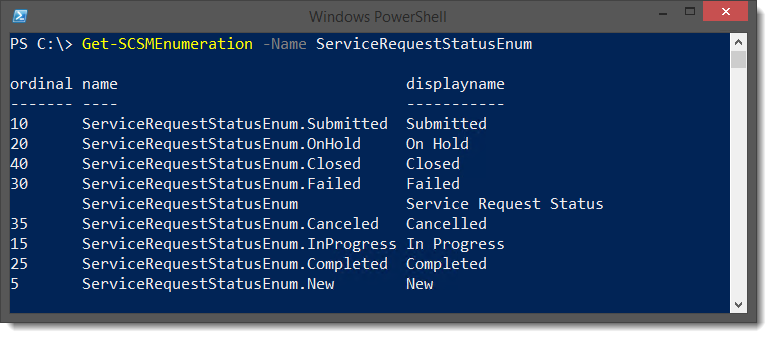 Windows PowerShell
PS C:\> Get-SCSMEnumeration -Name ServiceRequestStatusEnum
ordinal name displayname
------- ---- -----------
10 ServiceRequestStatusEnum.Submitted Submitted
20 ServiceRequestStatusEnum.OnHold On Hold
40 ServiceRequestStatusEnum.Closed Closed
30 ServiceRequestStatusEnum.Failed Failed
ServiceRequestStatusEnum Service Request Status
35 ServiceRequestStatusEnum.Canceled Cancelled
15 ServiceRequestStatusEnum.InProgress In Progress
25 ServiceRequestStatusEnum.Completed Completed
5 ServiceRequestStatusEnum.New New